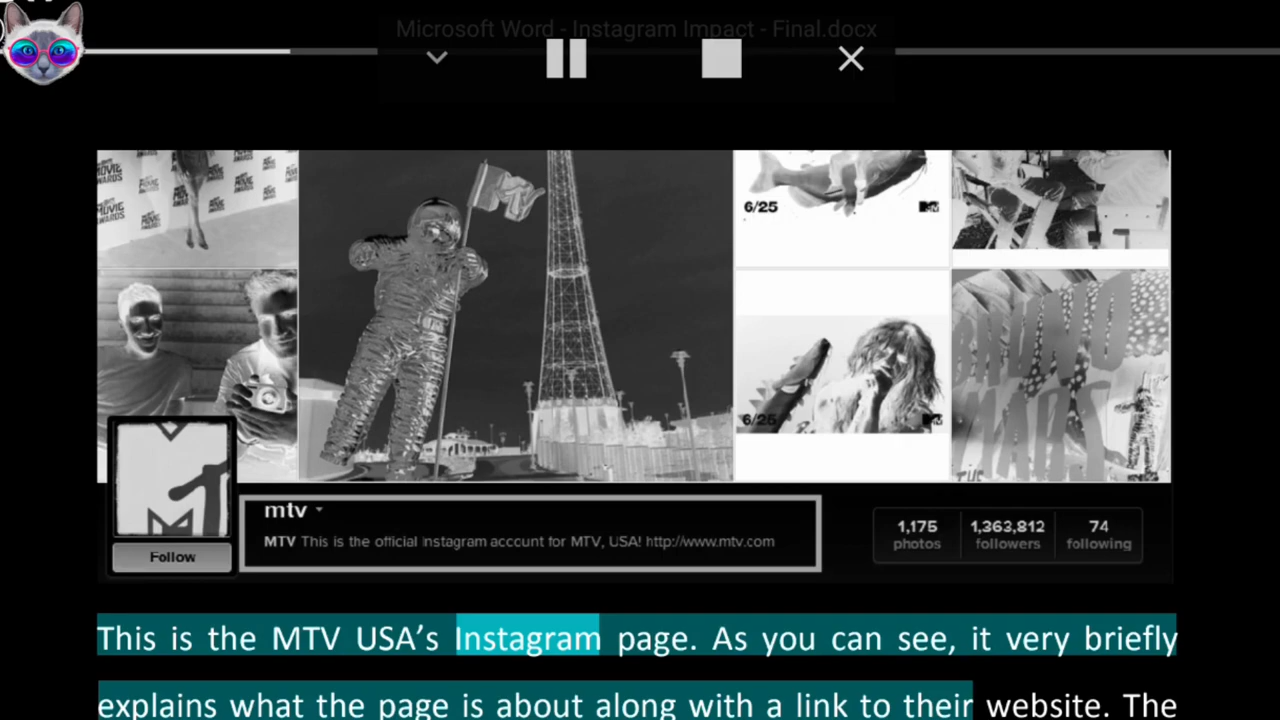 Microsoft Word - Instagram Impact - Final.docx
6/25
6/25
mtv
MTV This is the official Instagram account for MTV, USA! http://www.mtv.com
Follow
1,175 1,363,812 74
photos followers following
This is the MTV USA’s Instagram page. As you can see, it very briefly
explains what the page is about along with a link to their website. The